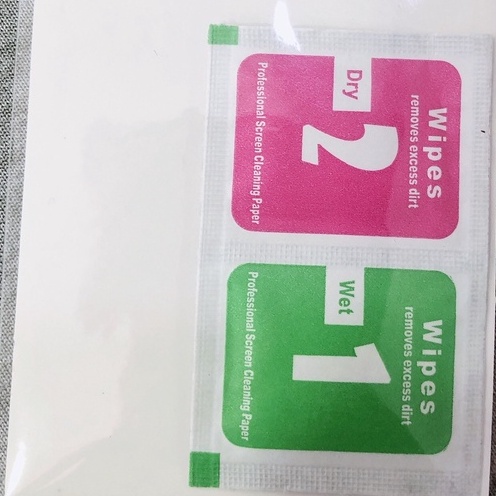 Wipes
removes excess dirt
Wet
1
Professional Screen Cleaning Paper
Wipes
removes excess dirt
Dry
2
Professional Screen Cleaning Paper